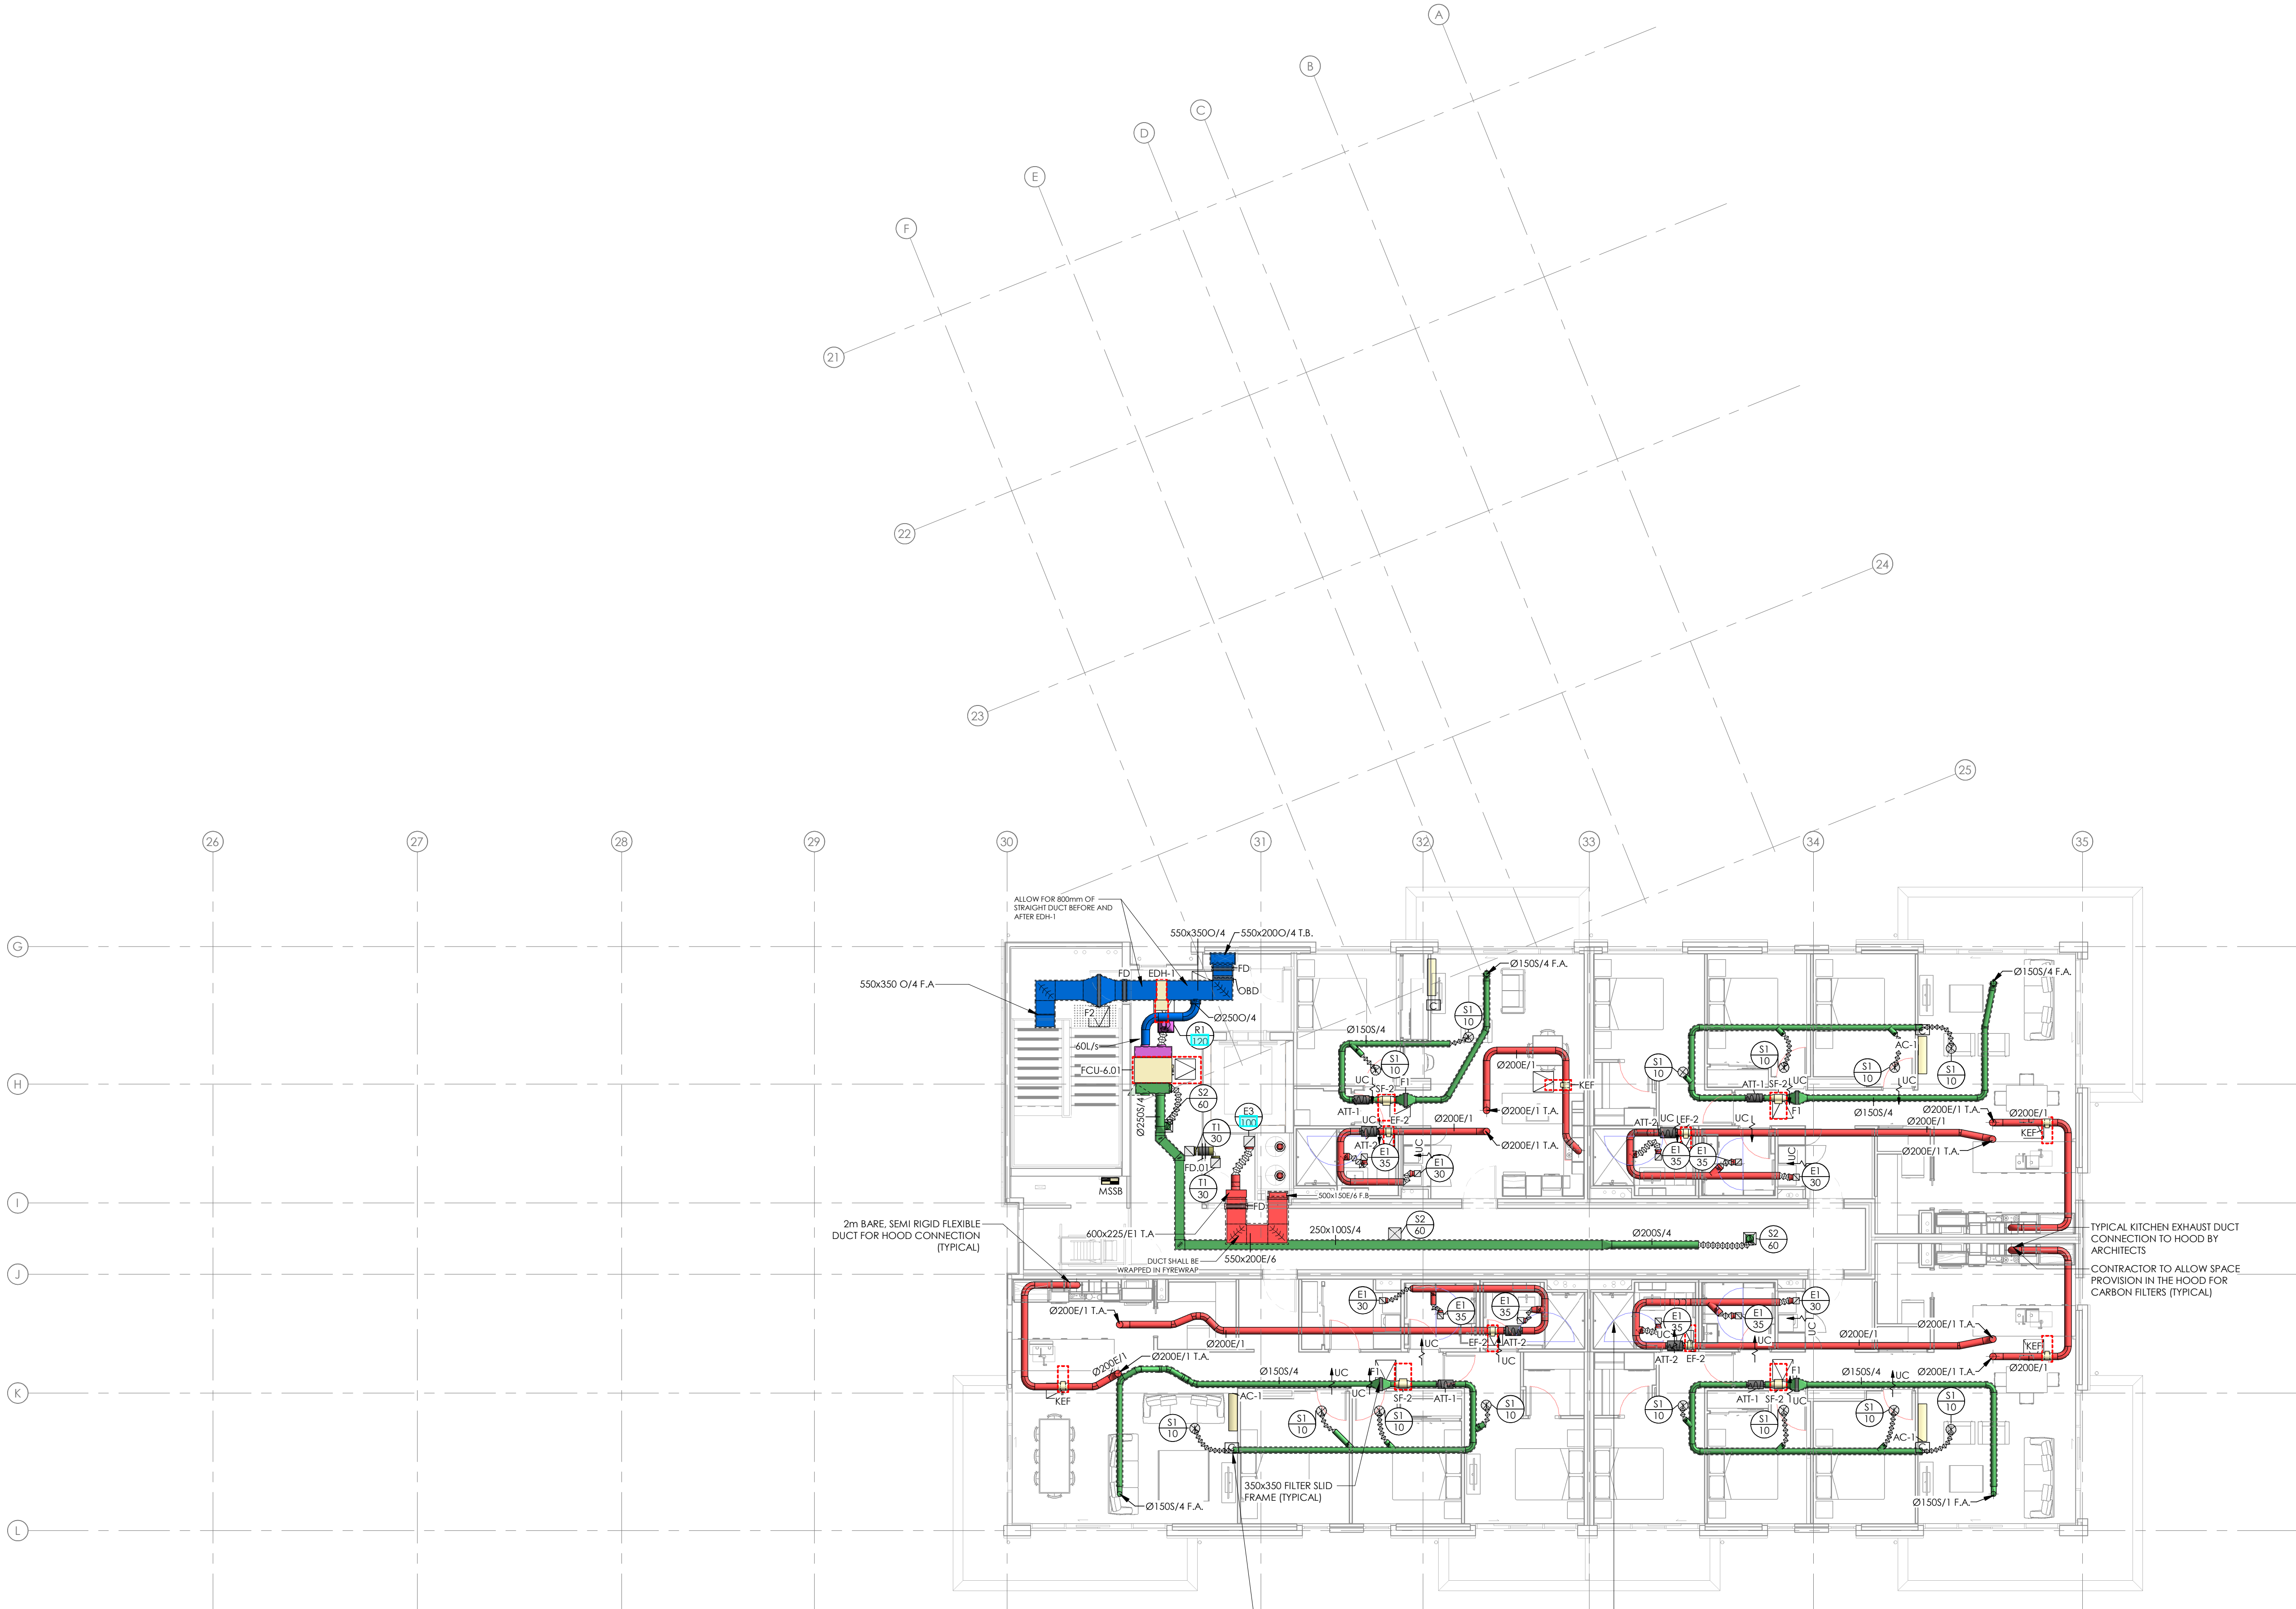 A
B
C
D
E
F
21
22
24
23
25
26
27
28
29
30
31
32
33
34
35
G
H
I
J
K
L
ALLOW FOR 800mm OF
STRAIGHT DUCT BEFORE AND
AFTER EDH-1
550x350O/4
550x200O/4 T.B.
FD
EDH-1
FD
OBD
550x350 O/4 F.A
F2
Ø250O/4
60L/s
R1
120
FCU-6.01
S2
60
Ø250S/4
E3
100
T1
30
FD.01
T1
30
MSSB
500x150E/6 F.B
FD
600x225/E1 T.A
550x200E/6
DUCT SHALL BE
WRAPPED IN FYREWRAP
250x100S/4
S2
60
Ø200S/4
S2
60
2m BARE, SEMI RIGID FLEXIBLE
DUCT FOR HOOD CONNECTION
(TYPICAL)
Ø150S/4 F.A.
C
S1
10
Ø150S/4
S1
10
UC
SF-2
F1
ATT-1
Ø200E/1
KEF
Ø200E/1 T.A.
UC
EF-2
Ø200E/1
Ø200E/1 T.A.
ATT-2
E1
35
UC
E1
30
Ø150S/4 F.A.
S1
10
S1
10
S1
10
AC-1
C
S1
10
ATT-1
SF-2
UC
F1
UC
Ø150S/4
Ø200E/1 T.A.
Ø200E/1
KEF
ATT-2
UC
EF-2
UC
Ø200E/1
Ø200E/1 T.A.
E1
35
E1
35
UC
E1
30
TYPICAL KITCHEN EXHAUST DUCT
CONNECTION TO HOOD BY
ARCHITECTS
CONTRACTOR TO ALLOW SPACE
PROVISION IN THE HOOD FOR
CARBON FILTERS (TYPICAL)
Ø200E/1 T.A.
Ø200E/1
E1
30
E1
35
E1
35
EF-2
ATT-2
UC
UC
Ø200E/1
Ø200E/1 T.A.
KEF
Ø150S/4
UC
F1
UC
SF-2
ATT-1
AC-1
S1
10
S1
10
S1
10
S1
10
C
350x350 FILTER SLID
FRAME (TYPICAL)
Ø150S/4 F.A.
E1
30
E1
35
E1
35
UC
UC
ATT-2
EF-2
UC
Ø200E/1
Ø200E/1 T.A.
KEF
Ø200E/1 T.A.
Ø200E/1
ATT-1
SF-2
F1
UC
Ø150S/4
UC
S1
10
S1
10
S1
10
S1
10
AC-1
C
Ø150S/1 F.A.